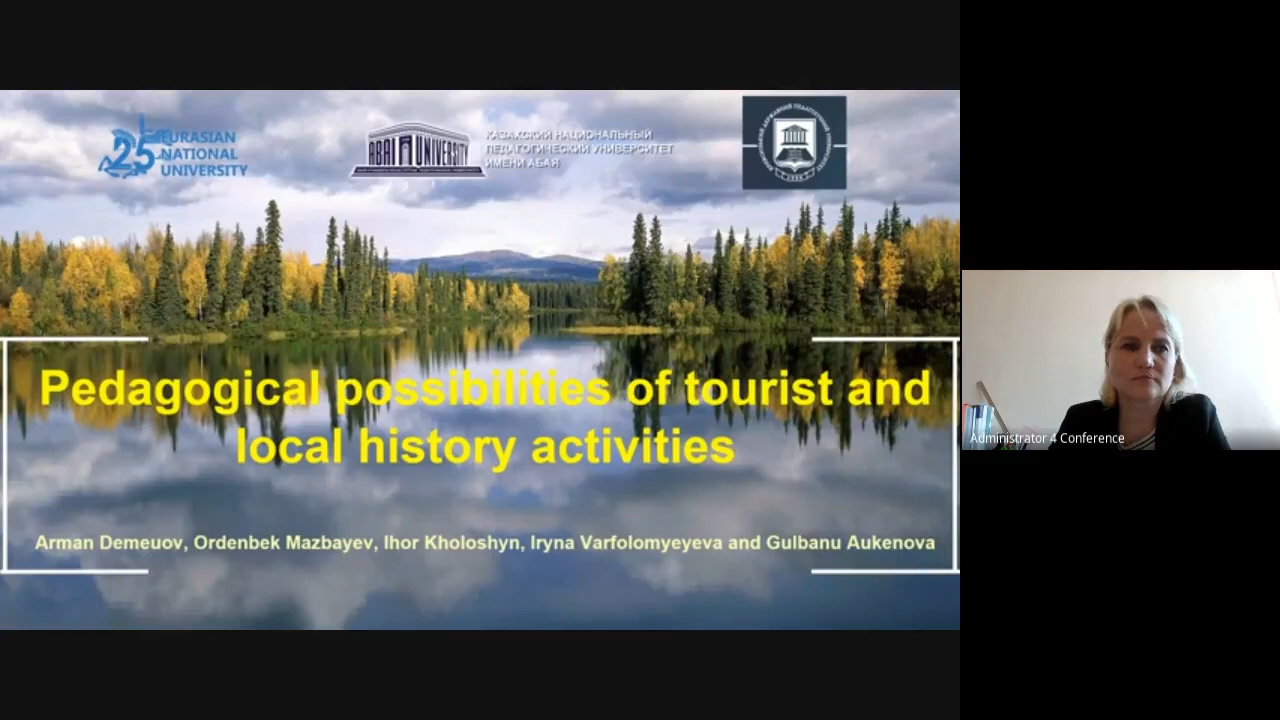 25 EURASIAN
NATIONAL
UNIVERSITY
ABAI UNIVERSITY
КАЗАХСКИЙ НАЦИОНАЛЬНЫЙ
ПЕДАГОГИЧЕСКИЙ УНИВЕРСИТЕТ
ИМЕНИ АБАЯ
Pedagogical possibilities of tourist and
local history activities
Arman Demeuov, Ordenbek Mazbayev, Ihor Kholoshyn, Iryna Varfolomyeyeva and Gulbanu Aukenova
Administrator 4 Conference